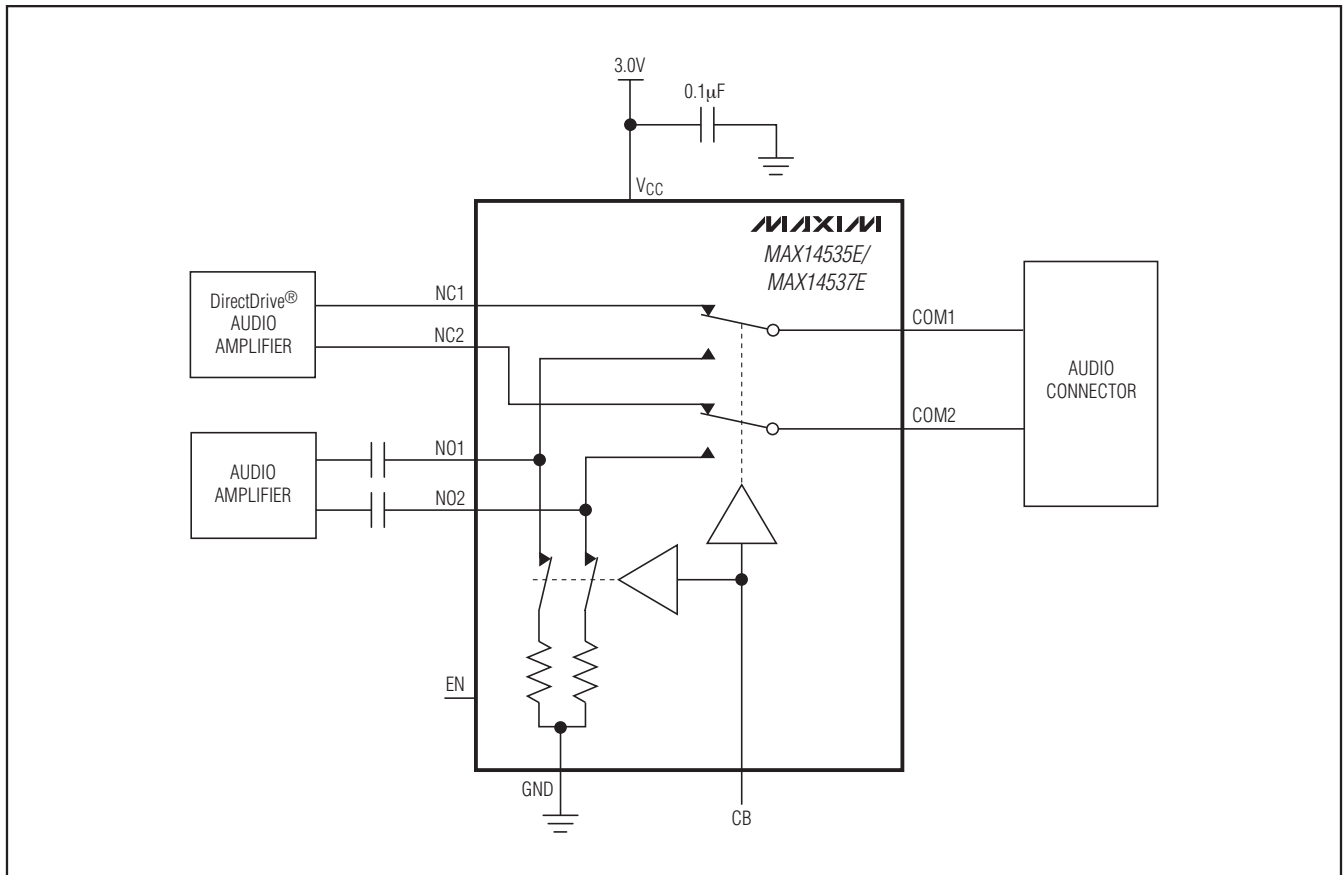 3.0V
0.1µF
VCC
MAXIM
MAX14535E/
MAX14537E
DirectDrive®
AUDIO
AMPLIFIER
NC1
NC2
COM1
COM2
AUDIO
CONNECTOR
AUDIO
AMPLIFIER
NO1
NO2
EN
GND
CB